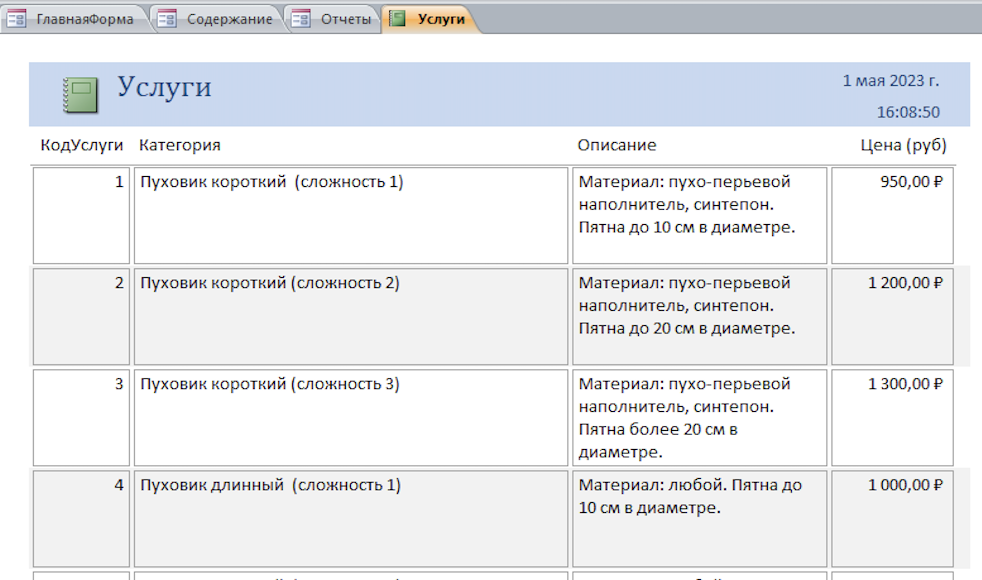 ГлавнаяФорма Содержание Отчеты Услуги
Услуги
1 мая 2023 г.
16:08:50
КодУслуги Категория Описание Цена (руб)
1 Пуховик короткий  (сложность 1) Материал: пухо-перьевой 950,00 ₽
наполнитель, синтепон.
Пятна до 10 см в диаметре.
2 Пуховик короткий (сложность 2) Материал: пухо-перьевой 1 200,00 ₽
наполнитель, синтепон.
Пятна до 20 см в диаметре.
3 Пуховик короткий (сложность 3) Материал: пухо-перьевой 1 300,00 ₽
наполнитель, синтепон.
Пятна более 20 см в
диаметре.
4 Пуховик длинный  (сложность 1) Материал: любой. Пятна до 1 000,00 ₽
10 см в диаметре.